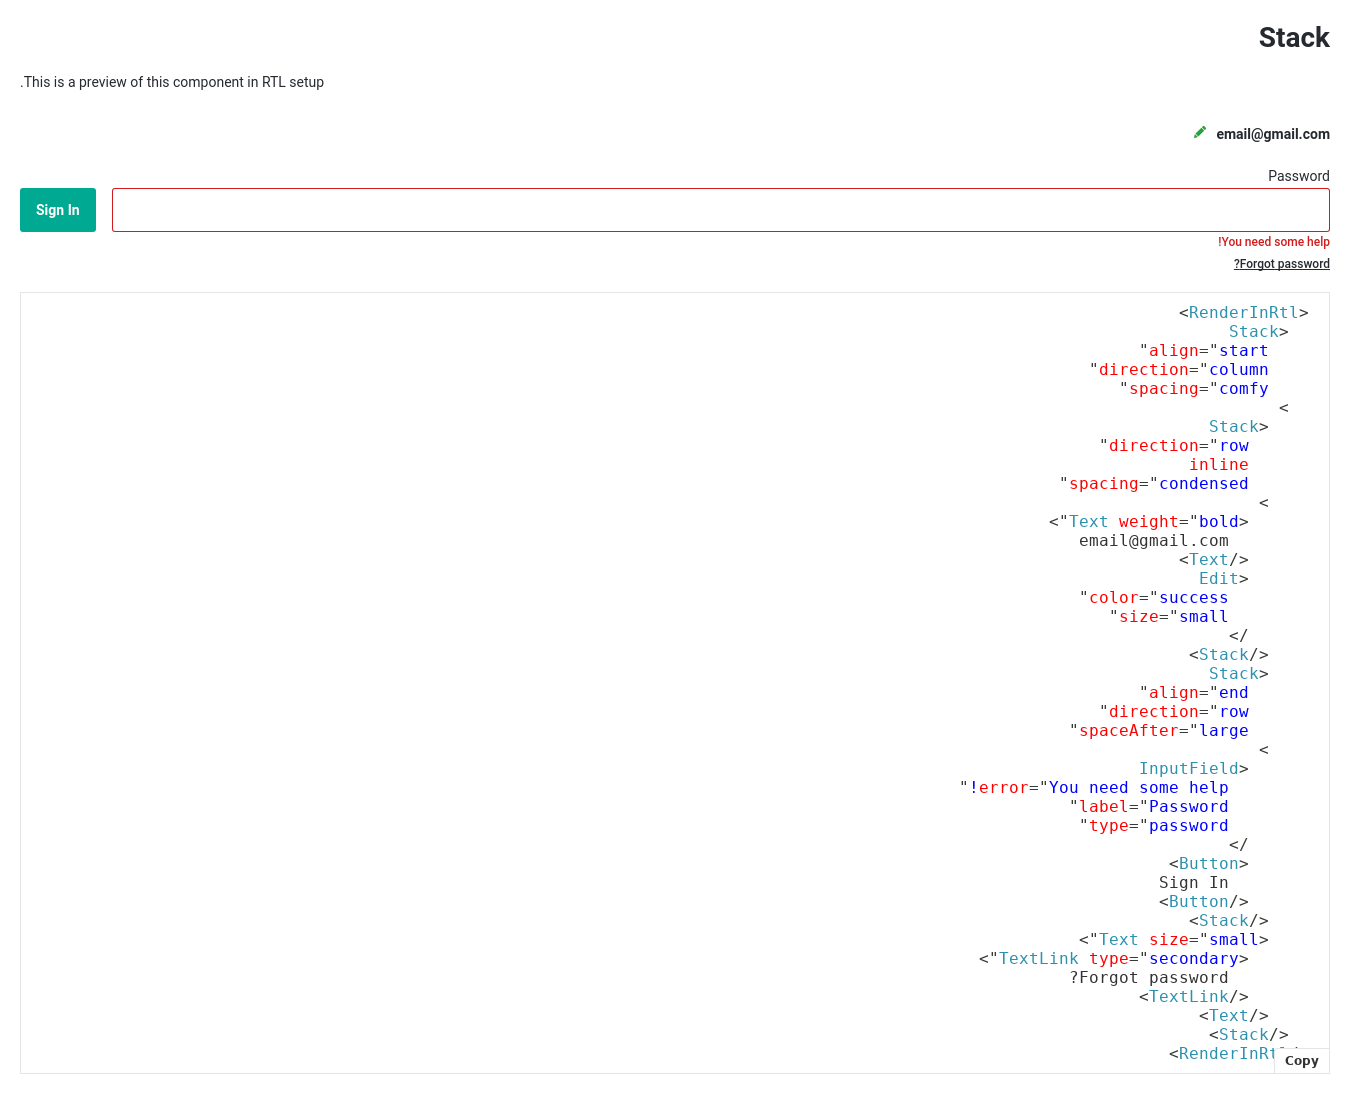 Stack
.This is a preview of this component in RTL setup
email@gmail.com
Password
Sign In
!You need some help
?Forgot password
<RenderInRtl>
Stack>
"align="start
"direction="column
"spacing="comfy
<
Stack>
"direction="row
inline
"spacing="condensed
<
<"Text weight="bold>
email@gmail.com
<Text/>
Edit>
"color="success
"size="small
</
<Stack/>
Stack>
"align="end
"direction="row
"spaceAfter="large
<
InputField>
"!error="You need some help
"label="Password
"type="password
</
<Button>
Sign In
<Button/>
<Stack/>
<"Text size="small>
<"TextLink type="secondary>
?Forgot password
<TextLink/>
<Text/>
<Stack/>
<RenderInRtl/>
Copy